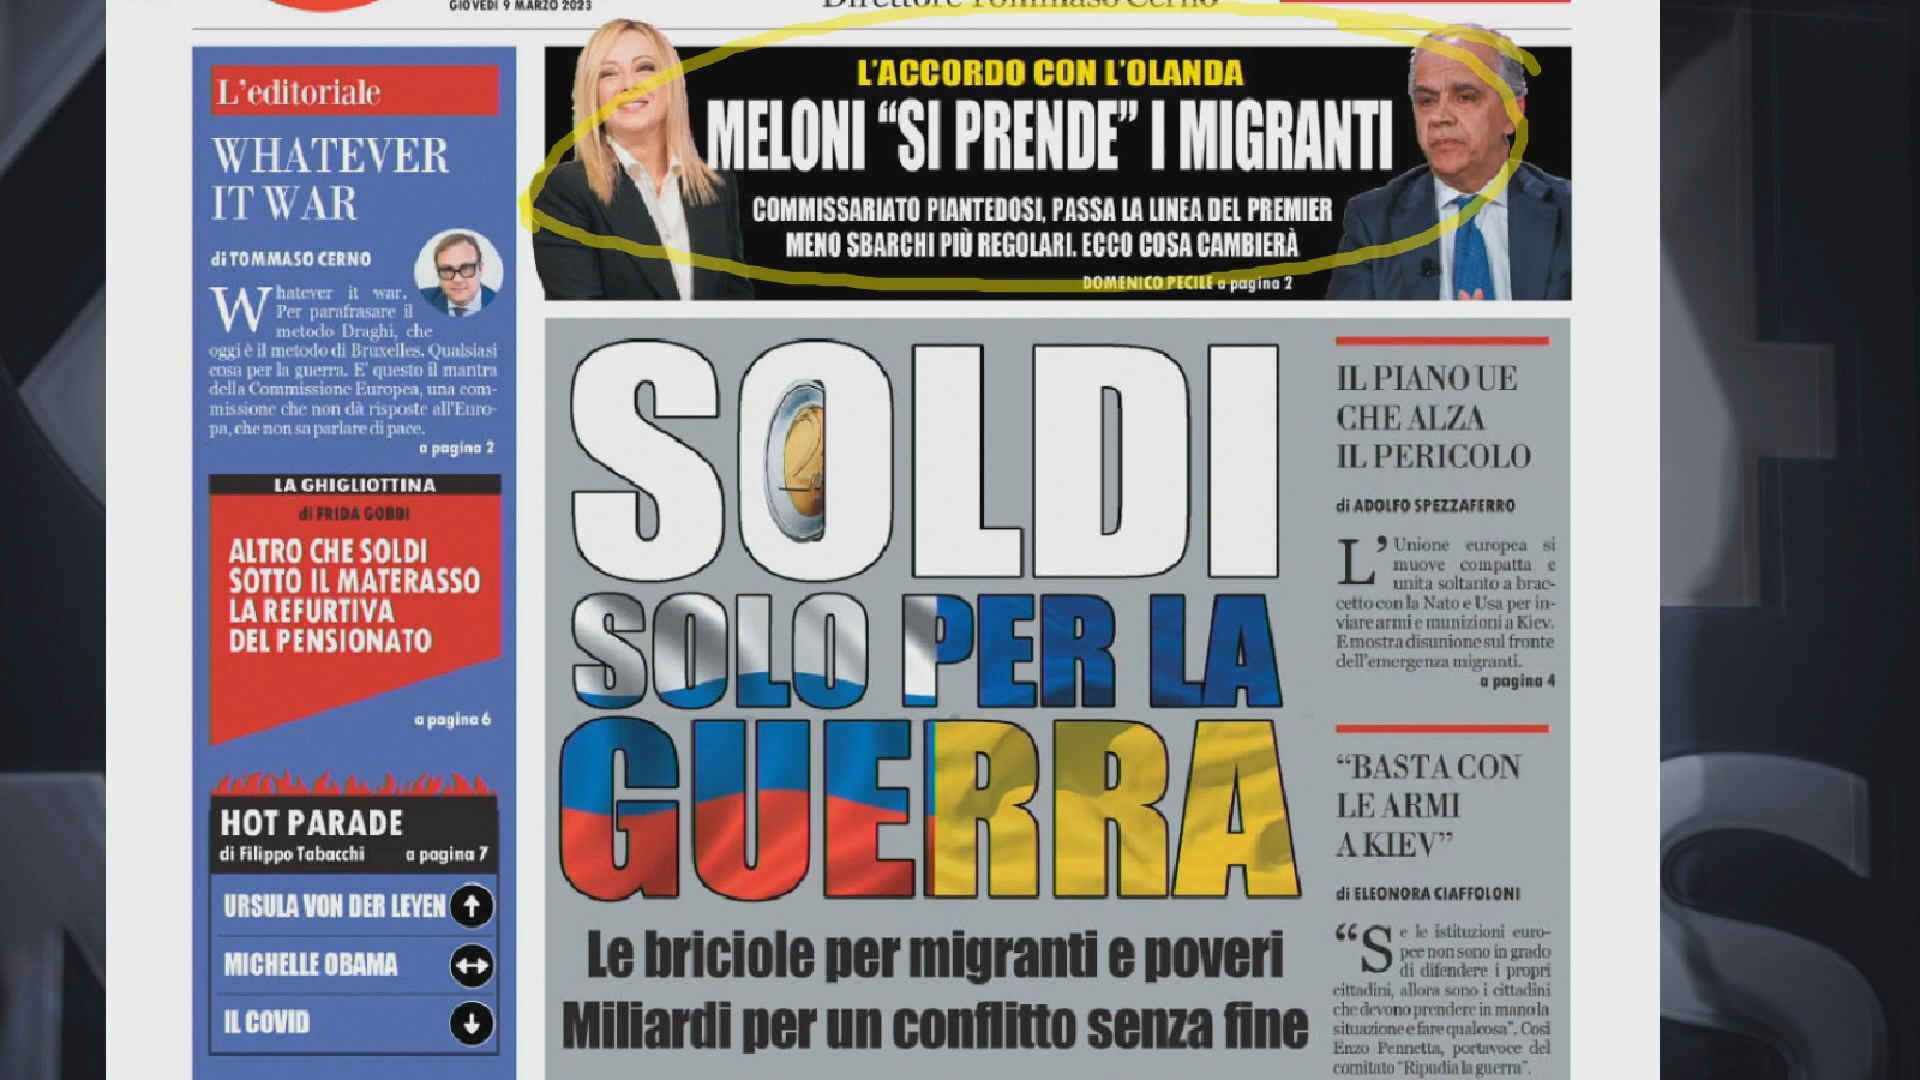 GIOVEDÌ 9 MARZO 2023
Direttore Tommaso Cerno
L'editoriale
WHATEVER
IT WAR
di TOMMASO CERNO
Whatever it war.
Per parafrasare il
metodo Draghi, che
oggi è il metodo di Bruxelles. Qualsiasi
cosa per la guerra. E' questo il mantra
della Commissione Europea, una com-
missione che non dà risposte all'Euro-
pa, che non sa parlare di pace.
a pagina 2
LA GHIGLIOTTINA
di FRIDA GOBBI
ALTRO CHE SOLDI
SOTTO IL MATERASSO
LA REFURTIVA
DEL PENSIONATO
a pagina 6
HOT PARADE
di Filippo Tabacchi a pagina 7
URSULA VON DER LEYEN
MICHELLE OBAMA
IL COVID
L'ACCORDO CON L'OLANDA
MELONI “SI PRENDE” I MIGRANTI
COMMISSARIATO PIANTEDOSI, PASSA LA LINEA DEL PREMIER
MENO SBARCHI PIÙ REGOLARI. ECCO COSA CAMBIERÀ
DOMENICO PECILE a pagina 2
SOLDI
SOLO PER LA
GUERRA
Le briciole per migranti e poveri
Miliardi per un conflitto senza fine
IL PIANO UE
CHE ALZA
IL PERICOLO
di ADOLFO SPEZZAFERRO
L'Unione europea si
muove compatta e
unita soltanto a brac-
cetto con la Nato e Usa per in-
viare armi e munizioni a Kiev.
E mostra disunione sul fronte
dell'emergenza migranti.
a pagina 4
“BASTA CON
LE ARMI
A KIEV”
di ELEONORA CIAFFOLONI
“Se le istituzioni euro-
pee non sono in grado
di difendere i propri
cittadini, allora sono i cittadini
che devono prendere in mano la
situazione e fare qualcosa”. Così
Enzo Pennetta, portavoce del
comitato “Ripudia la guerra”.